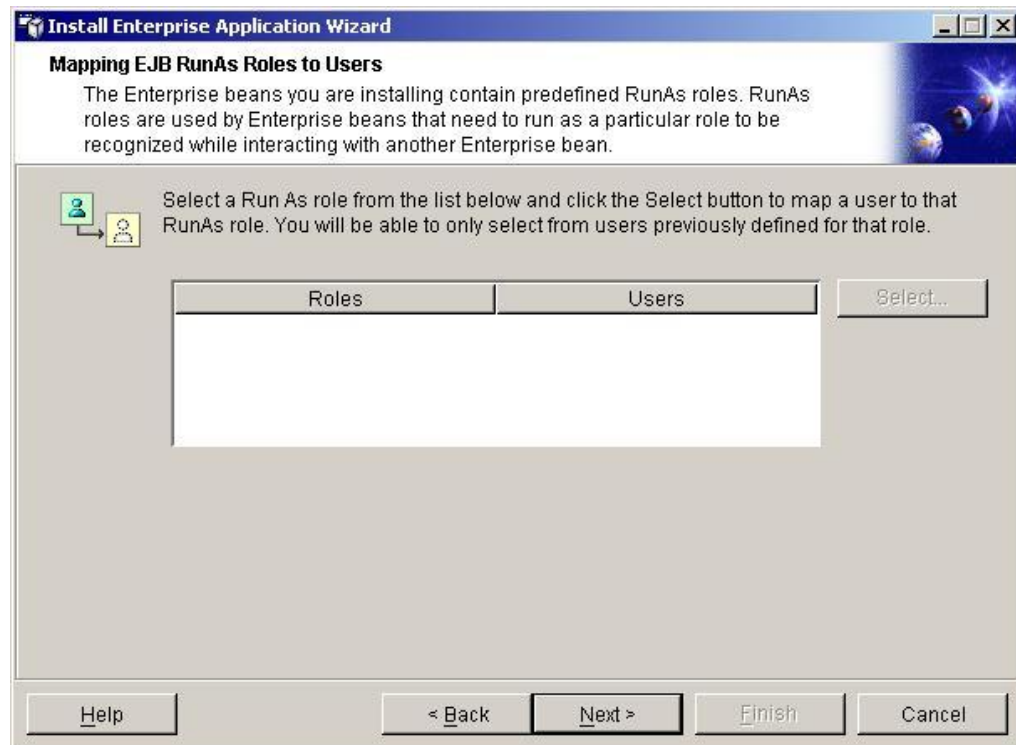 Install Enterprise Application Wizard
Mapping EJB RunAs Roles to Users
The Enterprise beans you are installing contain predefined RunAs roles. RunAs
roles are used by Enterprise beans that need to run as a particular role to be
recognized while interacting with another Enterprise bean.
Select a Run As role from the list below and click the Select button to map a user to that
RunAs role. You will be able to only select from users previously defined for that role.
Roles Users Select...
Help < Back Next > Finish Cancel